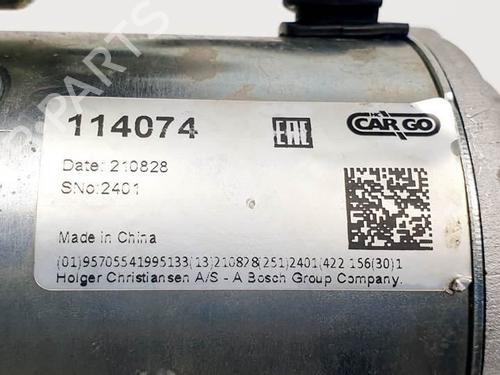 114074
EAC
HC
CARGO
Date: 210828
SNo:2401
Made in China
(01)95705541995133(13)210828(251)2401(422 156(30)1
Holger Christiansen A/S - A Bosch Group Company.